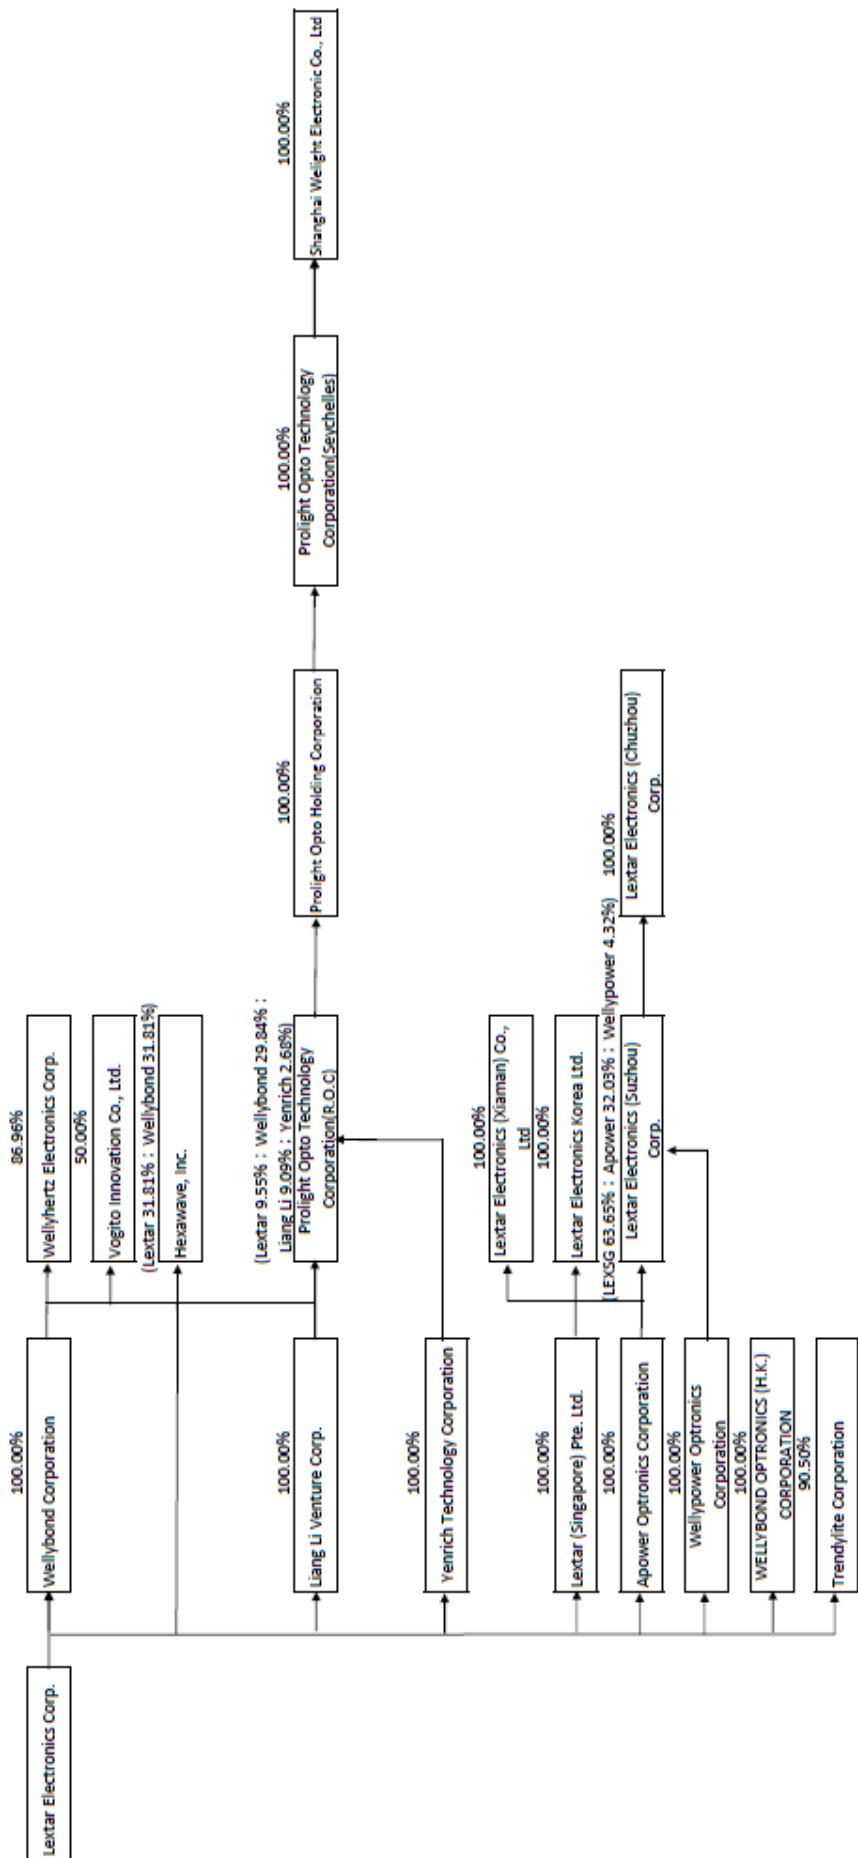 Lextar Electronics Corp.
100.00%
Wellybond Corporation
100.00%
Liang Li Venture Corp.
100.00%
Yenrich Technology Corporation
100.00%
Lextar (Singapore) Pte. Ltd.
100.00%
Apower Optronics Corporation
100.00%
Wellypower Optronics
Corporation
100.00%
WELLYBOND OPTRONICS (H.K.)
CORPORATION
90.50%
Trendylite Corporation
86.96%
Wellyhertz Electronics Corp.
50.00%
Vogito Innovation Co., Ltd.
(Lextar 31.81% : Wellybond 31.81%)
Hexawave, Inc.
(Lextar 9.55% : Wellybond 29.84% :
Liang Li 9.09% : Yenrich 2.68%)
Prolight Opto Technology
Corporation(R.O.C)
100.00%
Lextar Electronics (Xiaman) Co.,
Ltd
100.00%
Lextar Electronics Korea Ltd.
(LEXSG 63.65% : Apower 32.03% : Wellypower 4.32%)
Lextar Electronics (Suzhou)
Corp.
100.00%
Prolight Opto Holding Corporation
100.00%
Lextar Electronics (Chuzhou)
Corp.
100.00%
Prolight Opto Technology
Corporation(Seychelles)
100.00%
Shanghai Welight Electronic Co., Ltd